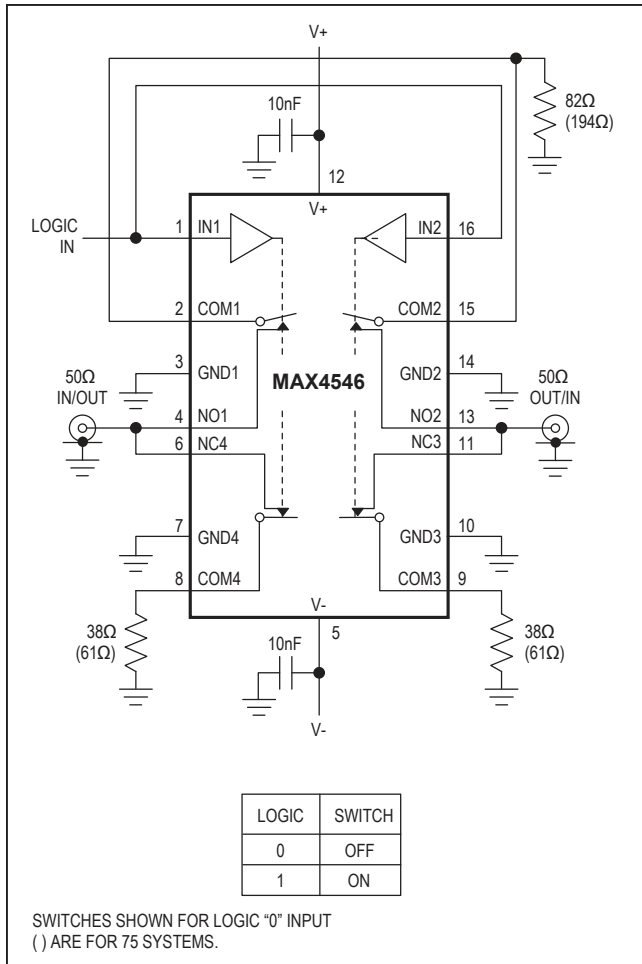 V+
10nF
82Ω
(194Ω)
12
V+
LOGIC
IN
1 IN1
IN2 16
2 COM1
COM2 15
3 GND1
MAX4546
GND2 14
50Ω
IN/OUT
50Ω
OUT/IN
4 NO1
NO2 13
6 NC4
NC3 11
7 GND4
GND3 10
8 COM4
COM3 9
38Ω
(61Ω)
V-
5
38Ω
(61Ω)
10nF
V-
LOGIC SWITCH
0 OFF
1 ON
SWITCHES SHOWN FOR LOGIC “0” INPUT
( ) ARE FOR 75 SYSTEMS.